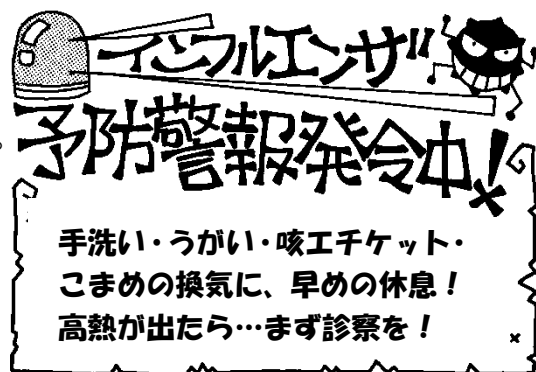 インフルエンザ
予防警報発令中!
手洗い・うがい・咳エチケット・
こまめの換気に、早めの休息!
高熱が出たら…まず診察を!